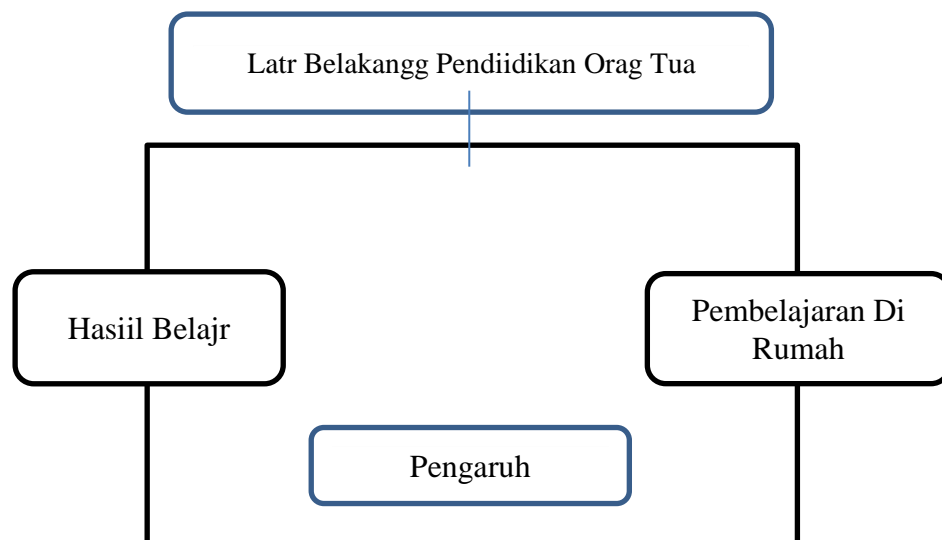 Latr Belakangg Pendiidikan Orag Tua
Hasiil Belajr
Pembelajaran Di
Rumah
Pengaruh